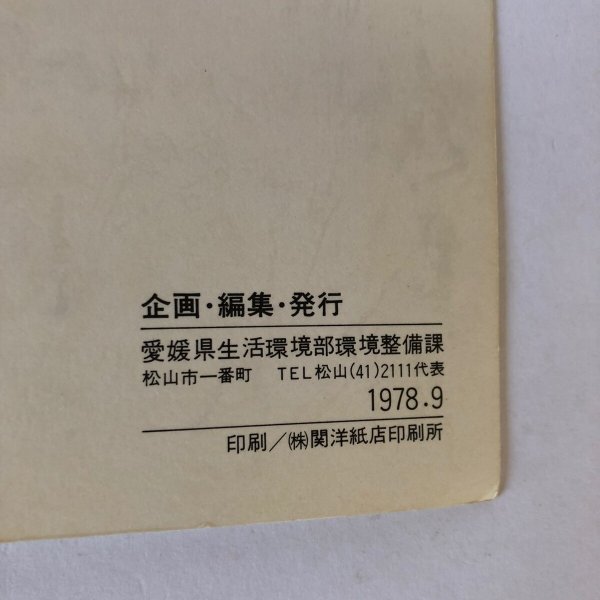 企画・編集・発行
愛媛県生活環境部環境整備課
松山市一番町 TEL松山(41)2111代表
1978.9
印刷/㈱関洋紙店印刷所